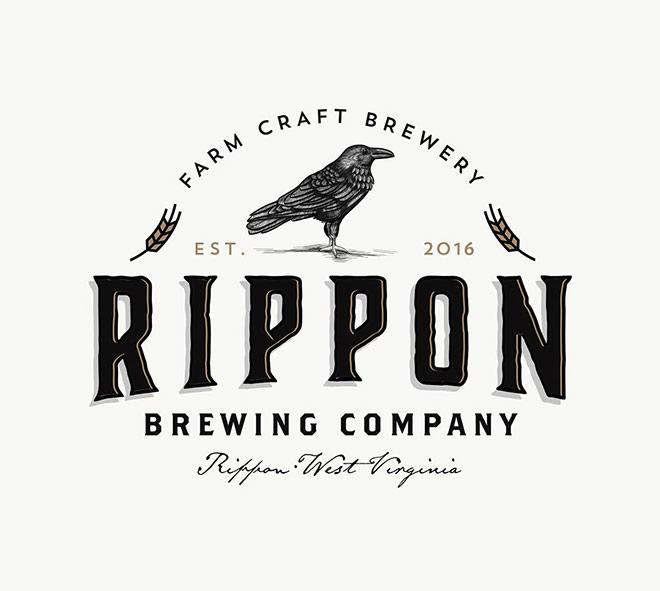 FARM CRAFT BREWERY
EST. 2016
RIPPON
BREWING COMPANY
Rippon·West Virginia